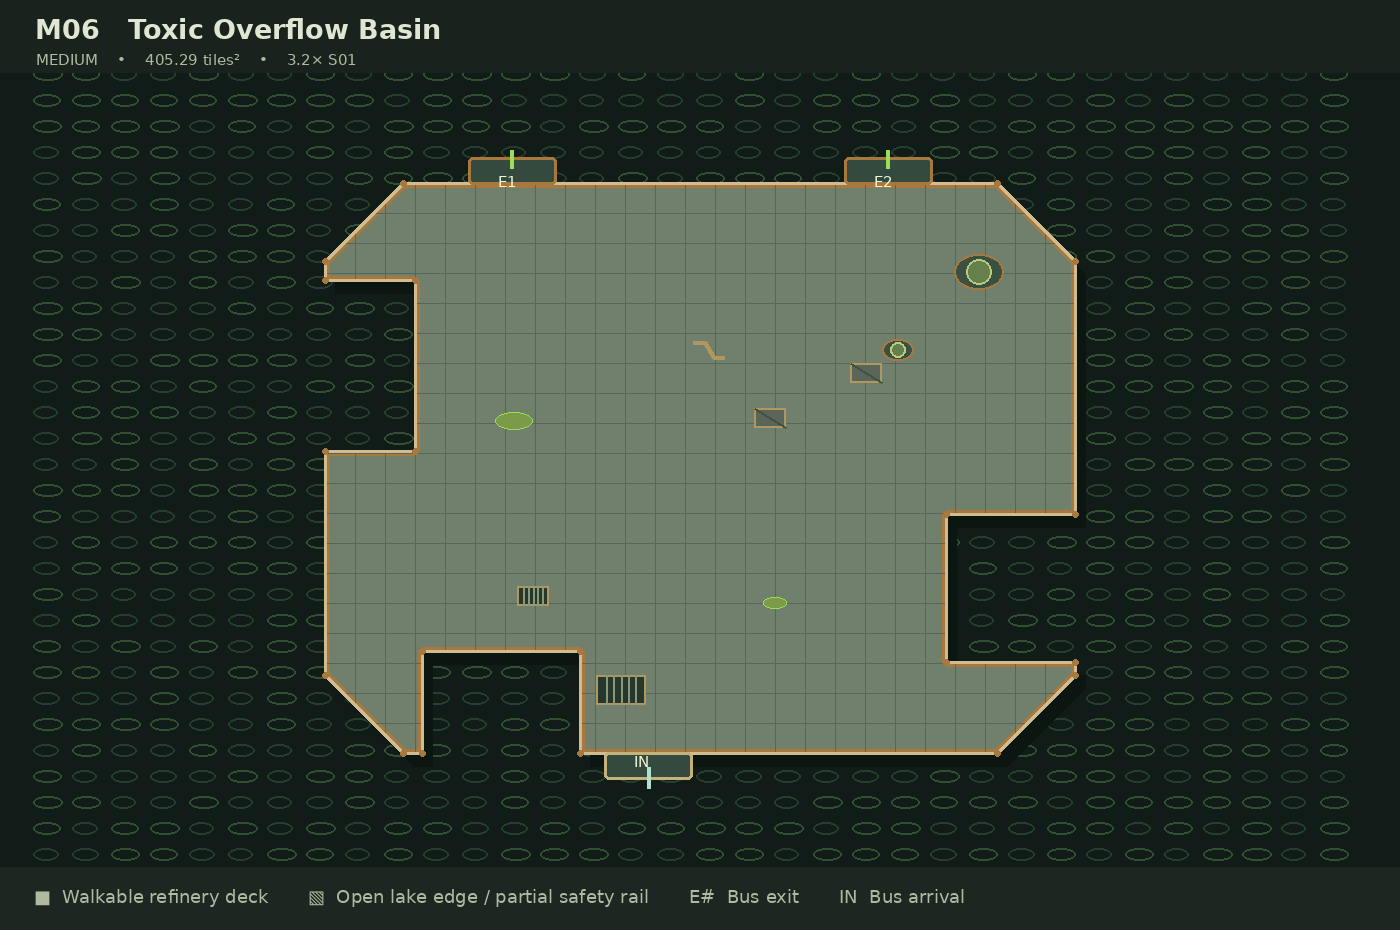 M06 Toxic Overflow Basin
MEDIUM • 405.29 tiles² • 3.2× S01
E1 E2
IN
■ Walkable refinery deck ▧ Open lake edge / partial safety rail E# Bus exit IN Bus arrival